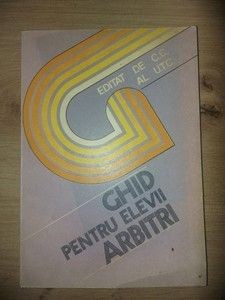 EDITAT DE C.C.
AL U.T.C.
GHID
PENTRU ELEVII
ARBITRI